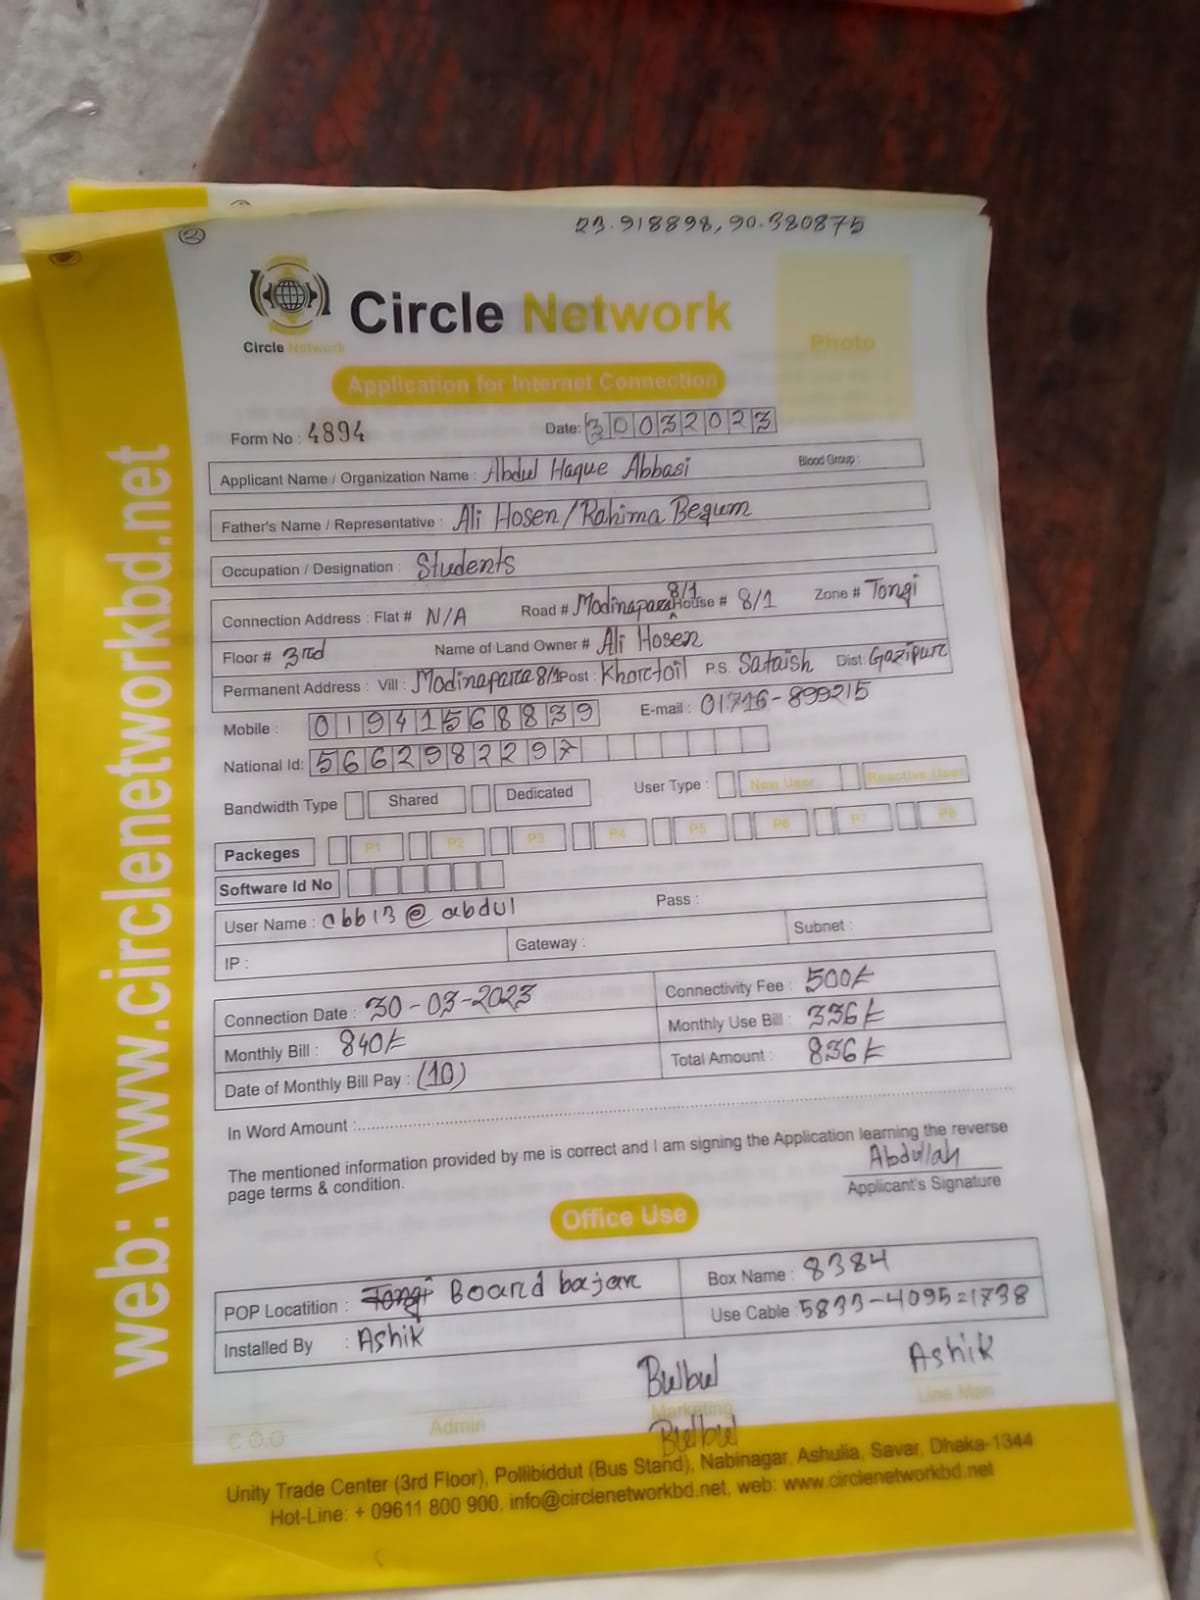 23.918898, 90.380875
Circle Network
Circle Network
Photo
Application for Internet Connection
Form No : 4894
Date: 30032023
Applicant Name / Organization Name : Abdul Haque Abbasi Blood Group :
Father's Name / Representative : Ali Hosen/Rahima Begum
Occupation / Designation : Students
Connection Address : Flat # N/A Road # Modinapara 8/1 House # 8/1 Zone # Tongi
Floor # 3rd Name of Land Owner # Ali Hosen
Permanent Address : Vill : Modinapara 8/1 Post : Khortoil P.S. Sataish Dist: Gazipur
Mobile : 01941568839 E-mail : 01716-899215
National Id: 5662982297
Bandwidth Type Shared Dedicated User Type : New User Reactive User
Packeges P1 P2 P3 P4 P5 P6 P7 P8
Software Id No
User Name : abb13@abdul Pass :
IP : Gateway : Subnet :
Connection Date : 30-03-2023 Connectivity Fee : 500/-
Monthly Bill : 840/- Monthly Use Bill : 336/-
Date of Monthly Bill Pay : (10) Total Amount : 836/-
In Word Amount :
The mentioned information provided by me is correct and I am signing the Application learning the reverse
page terms & condition.
Abdullah
Applicant's Signature
Office Use
POP Locatition : Tongi Board bajar Box Name : 8384
Installed By : Ashik Use Cable : 5833-4095=1738
Bulbul Ashik
C.O.O Admin Marketing Line Man
Bulbul
Unity Trade Center (3rd Floor), Pollibiddut (Bus Stand), Nabinagar, Ashulia, Savar, Dhaka-1344
Hot-Line: + 09611 800 900, info@circlenetworkbd.net, web: www.circlenetworkbd.net
web: www.circlenetworkbd.net